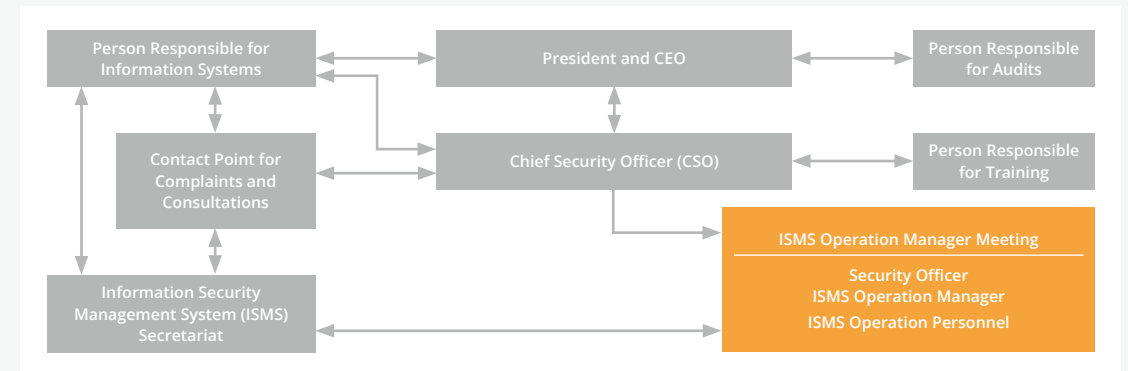 Person Responsible for
Information Systems
President and CEO
Person Responsible
for Audits
Contact Point for
Complaints and
Consultations
Chief Security Officer (CSO)
Person Responsible
for Training
ISMS Operation Manager Meeting
Security Officer
ISMS Operation Manager
ISMS Operation Personnel
Information Security
Management System (ISMS)
Secretariat